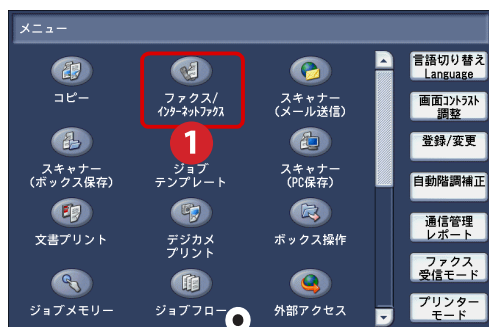 メニュー
コピー
ファクス/
インターネットファクス
スキャナー
(メール送信)
スキャナー
(ボックス保存)
1
ジョブ
テンプレート
スキャナー
(PC保存)
文書プリント
デジカメ
プリント
ボックス操作
ジョブメモリー
ジョブフロー
外部アクセス
言語切り替え
Language
画面コントラスト
調整
登録/変更
自動階調補正
通信管理
レポート
ファクス
受信モード
プリンター
モード